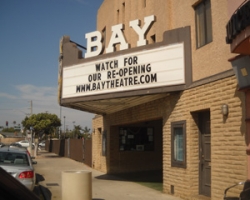 BAY
WATCH FOR
OUR RE-OPENING
WWW.BAYTHEATRE.COM